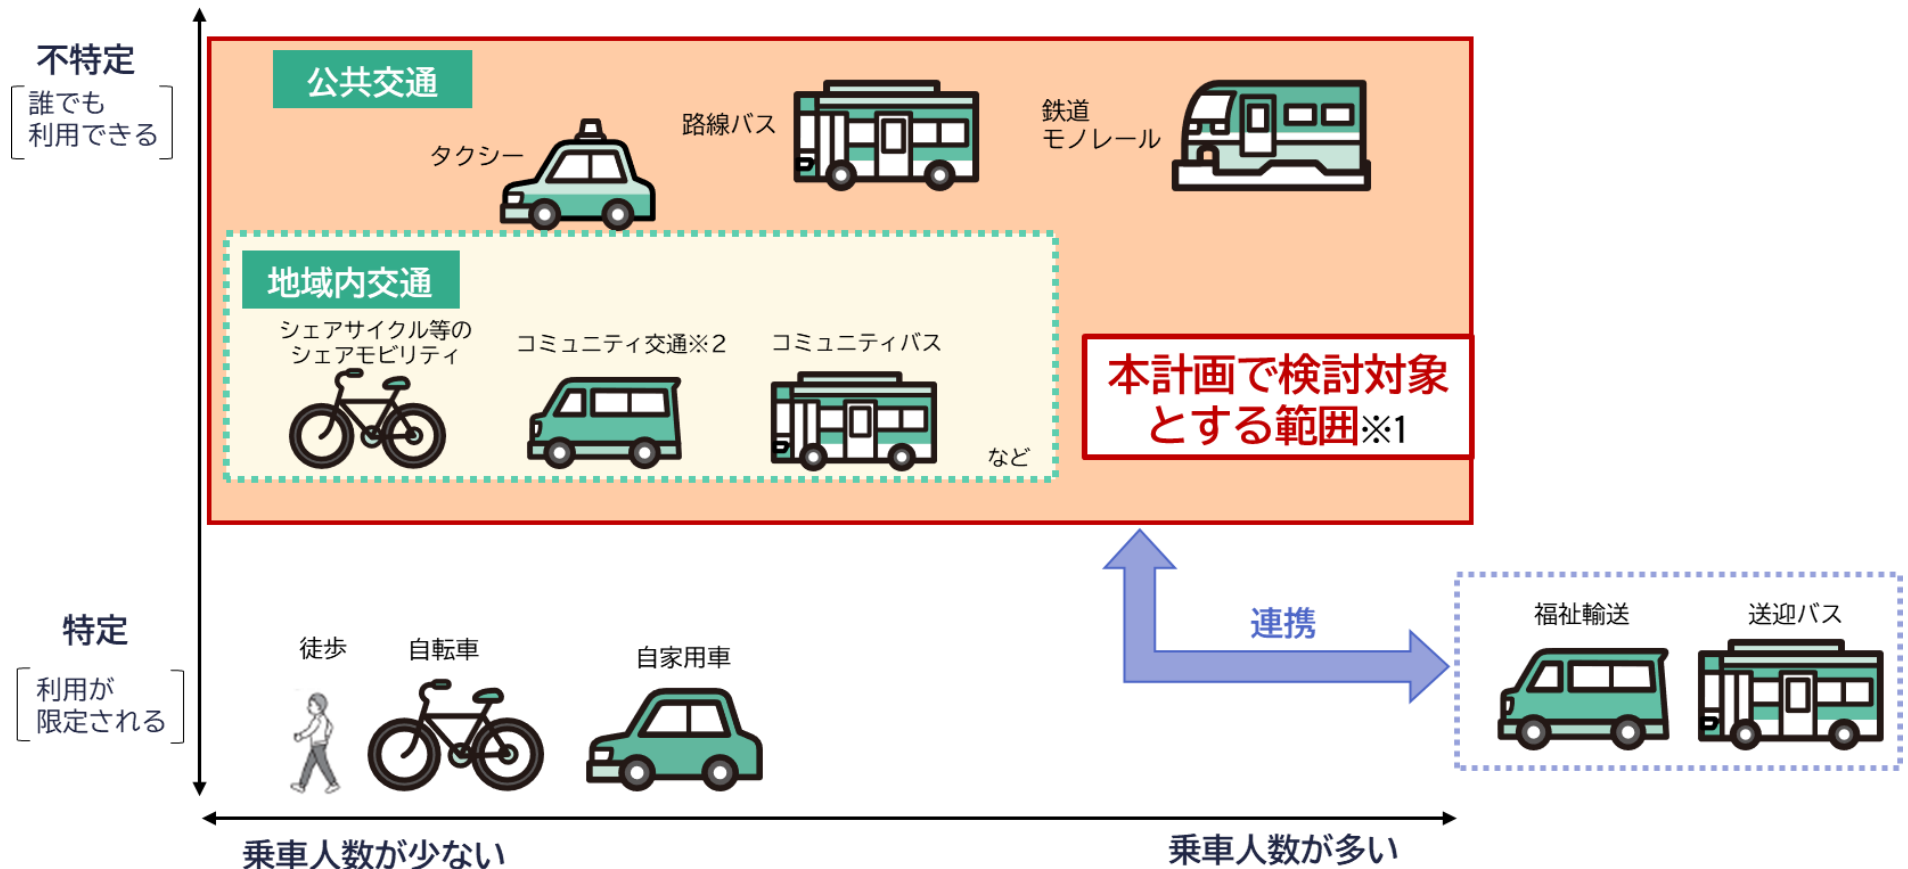 不特定
誰でも
利用できる
公共交通
タクシー
路線バス
鉄道
モノレール
地域内交通
シェアサイクル等の
シェアモビリティ
コミュニティ交通※2
コミュニティバス
など
本計画で検討対象
とする範囲※1
特定
利用が
限定される
徒歩
自転車
自家用車
連携
福祉輸送
送迎バス
乗車人数が少ない
乗車人数が多い